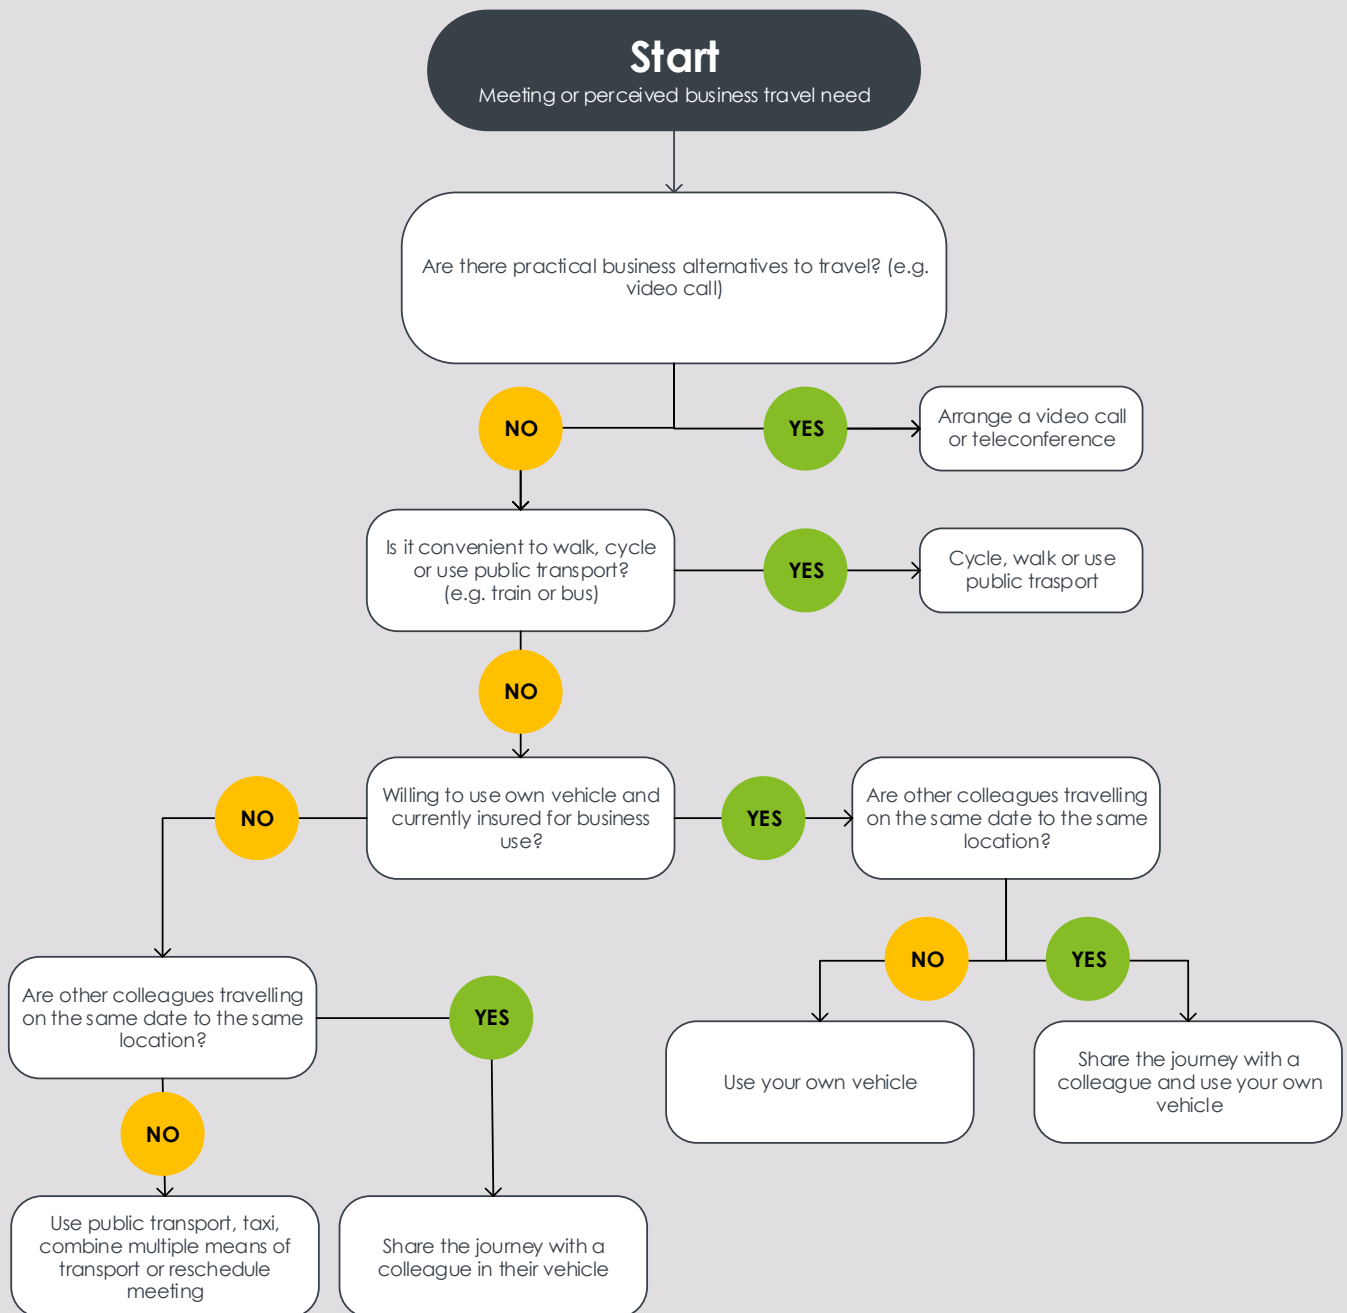 Start
Meeting or perceived business travel need
Are there practical business alternatives to travel? (e.g.
video call)
NO
YES
Arrange a video call
or teleconference
Is it convenient to walk, cycle
or use public transport?
(e.g. train or bus)
YES
Cycle, walk or use
public trasport
NO
NO
Willing to use own vehicle and
currently insured for business
use?
YES
Are other colleagues travelling
on the same date to the same
location?
NO
YES
Are other colleagues travelling
on the same date to the same
location?
YES
Use your own vehicle
Share the journey with a
colleague and use your own
vehicle
NO
Use public transport, taxi,
combine multiple means of
transport or reschedule
meeting
Share the journey with a
colleague in their vehicle